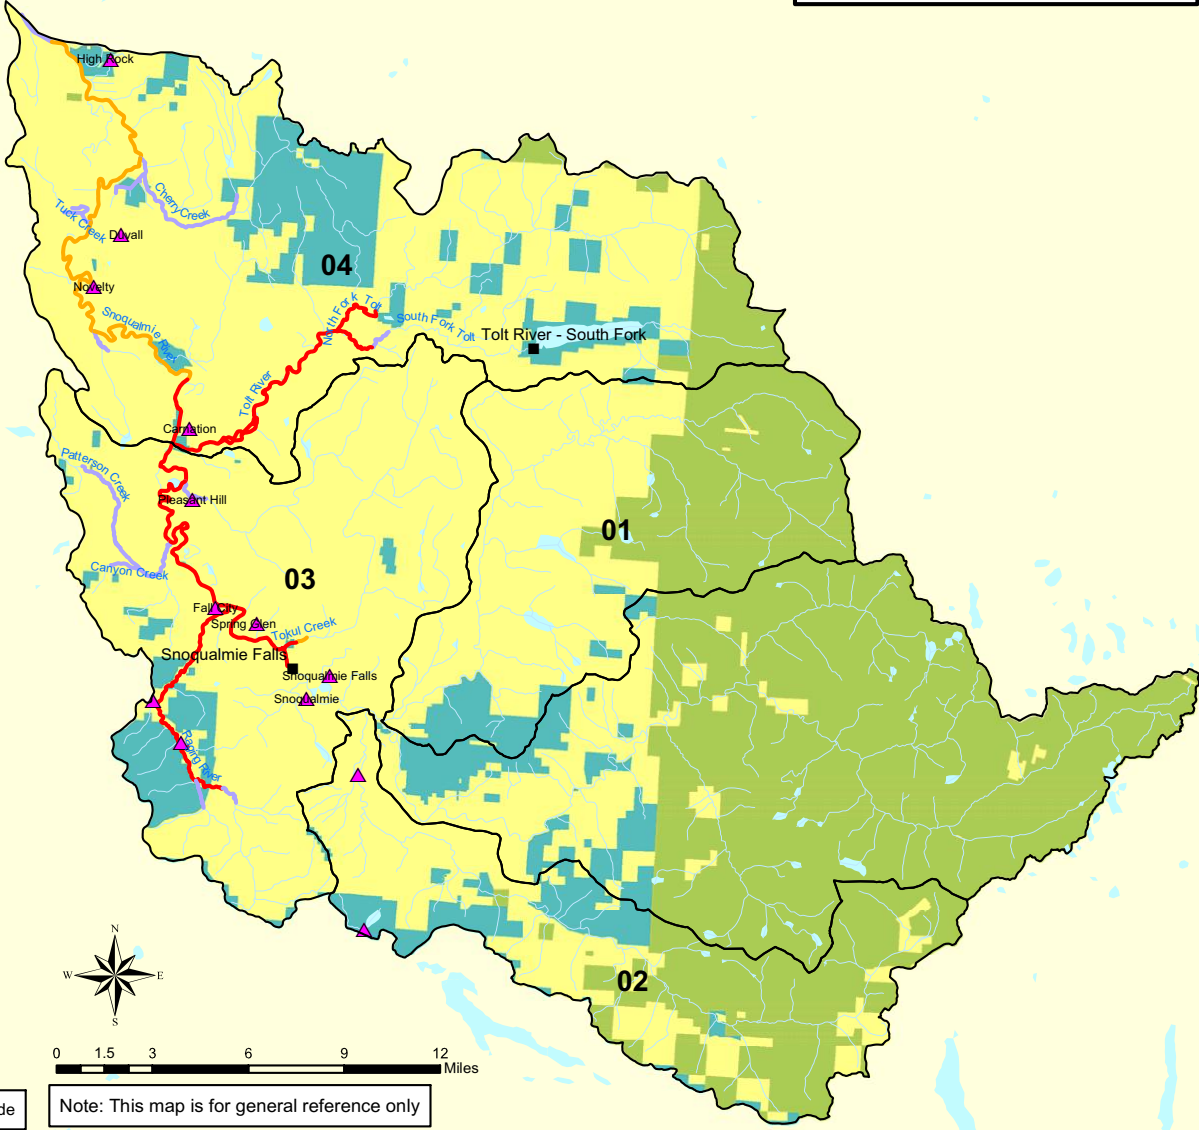 High Rock
Cherry Creek
Tuck Creek
Duvall
04
Novelty
North Fork Tolt
South Fork Tolt
Snoqualmie River
Tolt River - South Fork
Tolt River
Carnation
Patterson Creek
Pleasant Hill
01
Canyon Creek
03
Fall City
Spring Glen
Tokul Creek
Snoqualmie Falls
Snoqualmie Falls
Snoqualmie
Raging River
02
N
W E
S
0 1.5 3 6 9 12
Miles
de
Note: This map is for general reference only